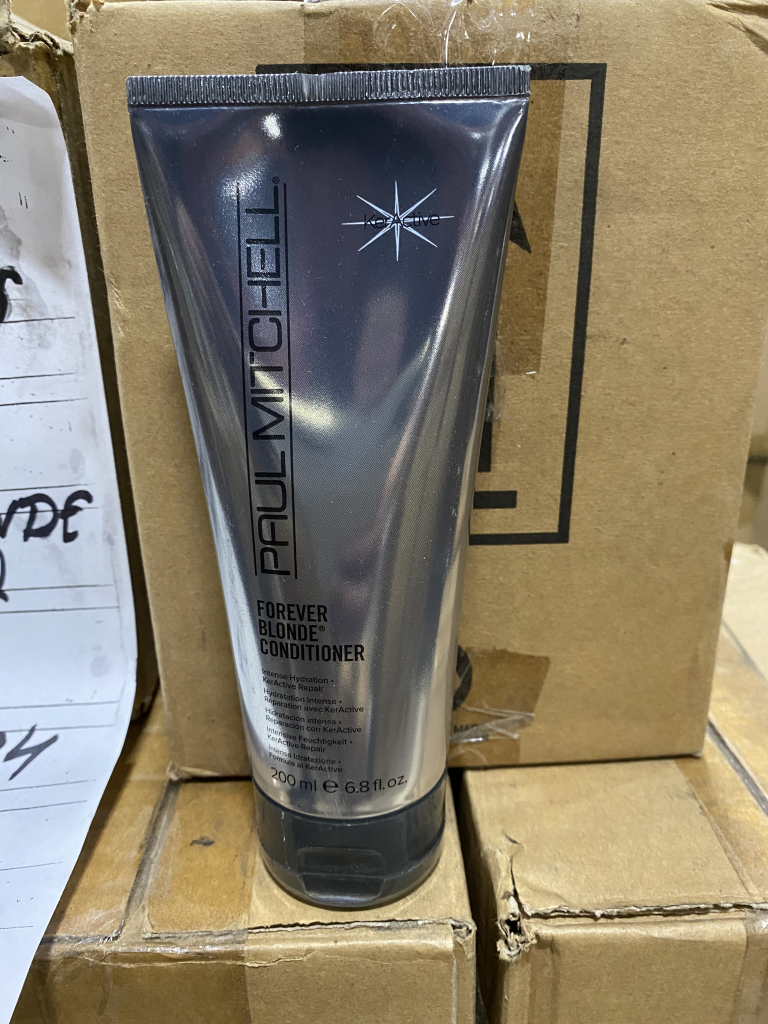 KerActive
PAUL MITCHELL®
FOREVER
BLONDE®
CONDITIONER
Intense Hydration •
KerActive Repair
Hydratation Intense •
Réparation avec KerActive
Hidratación intensa •
Reparación con KerActive
Intensive Feuchtigkeit •
KerActive Repair
Intensa Idratazione •
Formula al KerActive
200 ml ℮ 6.8 fl. oz.
NDE